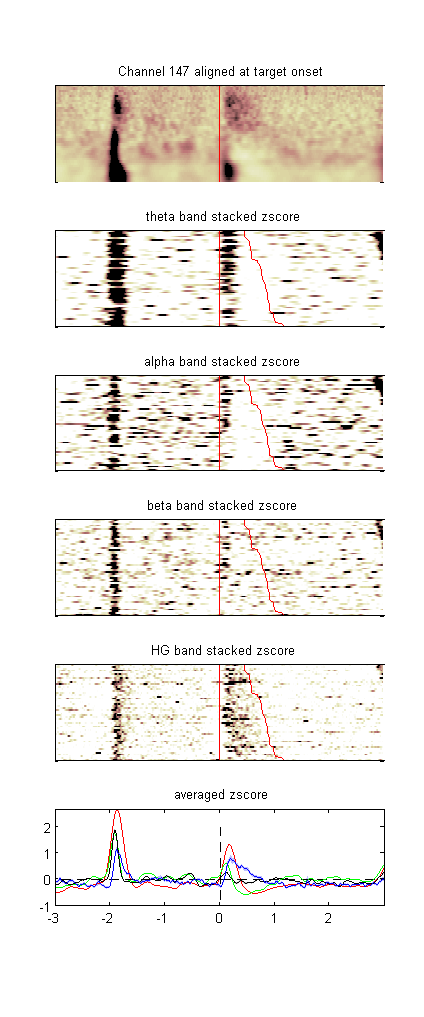 Channel 147 aligned at target onset
theta band stacked zscore
alpha band stacked zscore
beta band stacked zscore
HG band stacked zscore
averaged zscore
2
1
0
-1
-3 -2 -1 0 1 2